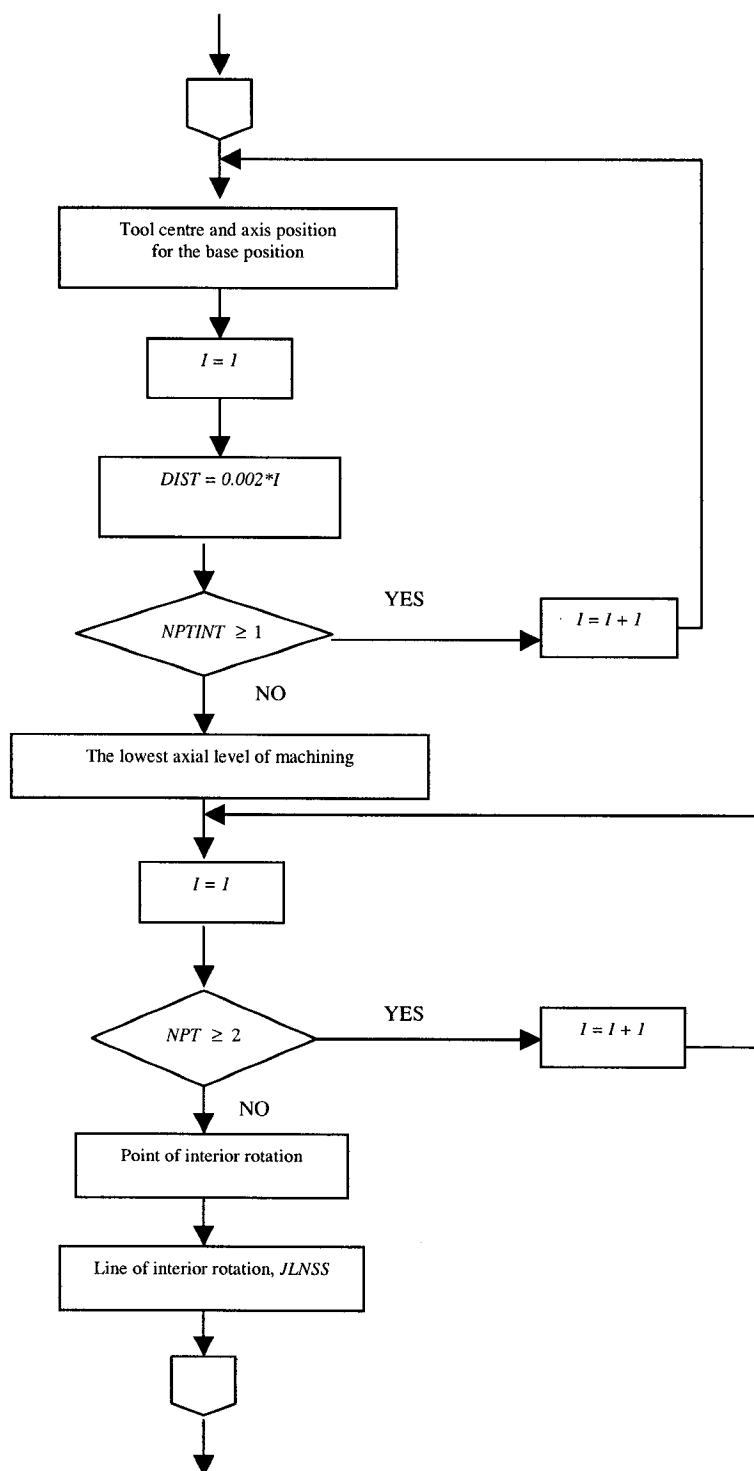 Tool centre and axis position
for the base position
I = 1
DIST = 0.002*I
NPTINT ≥ 1
YES
I = I + 1
NO
The lowest axial level of machining
I = 1
NPT ≥ 2
YES
I = I + 1
NO
Point of interior rotation
Line of interior rotation, JLNSS